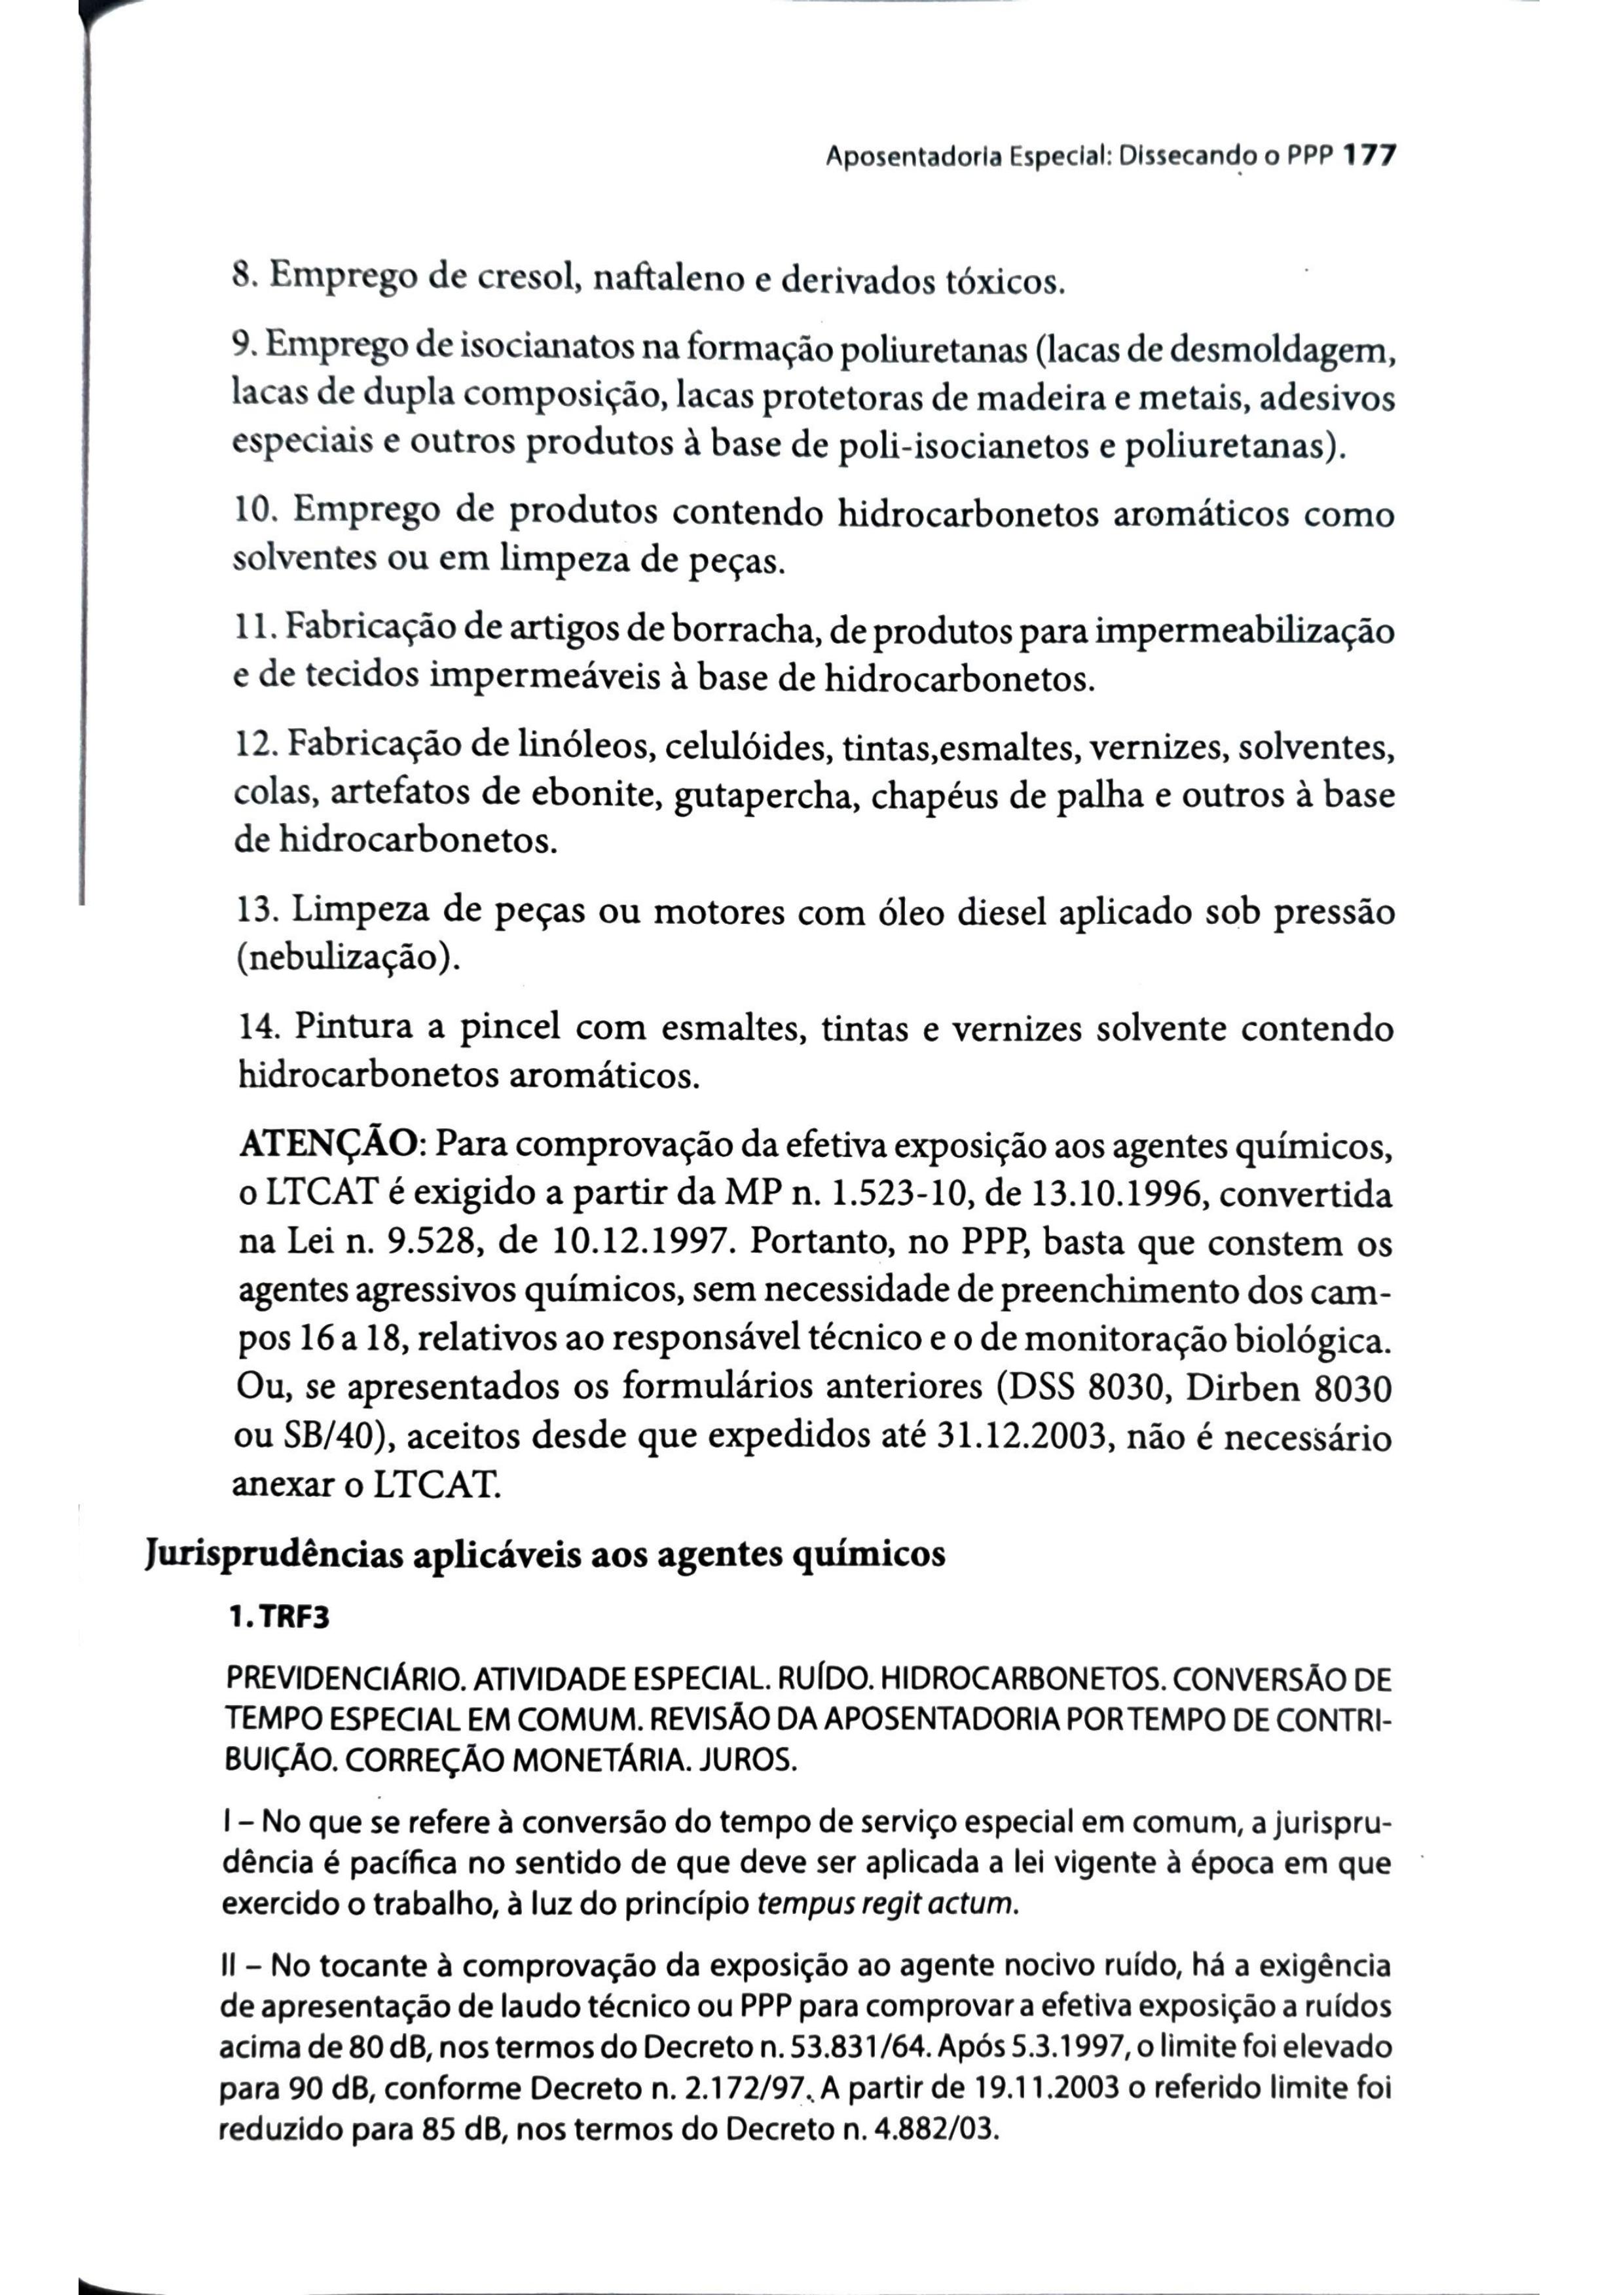 Aposentadoria Especial: Dissecando o PPP 177
8. Emprego de cresol, naftaleno e derivados tóxicos.
9. Emprego de isocianatos na formação poliuretanas (lacas de desmoldagem,
lacas de dupla composição, lacas protetoras de madeira e metais, adesivos
especiais e outros produtos à base de poli-isocianetos e poliuretanas).
10. Emprego de produtos contendo hidrocarbonetos aromáticos como
solventes ou em limpeza de peças.
11. Fabricação de artigos de borracha, de produtos para impermeabilização
e de tecidos impermeáveis à base de hidrocarbonetos.
12. Fabricação de linóleos, celulóides, tintas,esmaltes, vernizes, solventes,
colas, artefatos de ebonite, gutapercha, chapéus de palha e outros à base
de hidrocarbonetos.
13. Limpeza de peças ou motores com óleo diesel aplicado sob pressão
(nebulização).
14. Pintura a pincel com esmaltes, tintas e vernizes solvente contendo
hidrocarbonetos aromáticos.
ATENÇÃO: Para comprovação da efetiva exposição aos agentes químicos,
o LTCAT é exigido a partir da MP n. 1.523-10, de 13.10.1996, convertida
na Lei n. 9.528, de 10.12.1997. Portanto, no PPP, basta que constem os
agentes agressivos químicos, sem necessidade de preenchimento dos cam-
pos 16 a 18, relativos ao responsável técnico e o de monitoração biológica.
Ou, se apresentados os formulários anteriores (DSS 8030, Dirben 8030
ou SB/40), aceitos desde que expedidos até 31.12.2003, não é necessário
anexar o LTCAT.
Jurisprudências aplicáveis aos agentes químicos
1. TRF3
PREVIDENCIÁRIO. ATIVIDADE ESPECIAL. RUÍDO. HIDROCARBONETOS. CONVERSÃO DE
TEMPO ESPECIAL EM COMUM. REVISÃO DA APOSENTADORIA POR TEMPO DE CONTRI-
BUIÇÃO. CORREÇÃO MONETÁRIA. JUROS.
I – No que se refere à conversão do tempo de serviço especial em comum, a jurispru-
dência é pacífica no sentido de que deve ser aplicada a lei vigente à época em que
exercido o trabalho, à luz do princípio tempus regit actum.
II – No tocante à comprovação da exposição ao agente nocivo ruído, há a exigência
de apresentação de laudo técnico ou PPP para comprovar a efetiva exposição a ruídos
acima de 80 dB, nos termos do Decreto n. 53.831/64. Após 5.3.1997, o limite foi elevado
para 90 dB, conforme Decreto n. 2.172/97. A partir de 19.11.2003 o referido limite foi
reduzido para 85 dB, nos termos do Decreto n. 4.882/03.